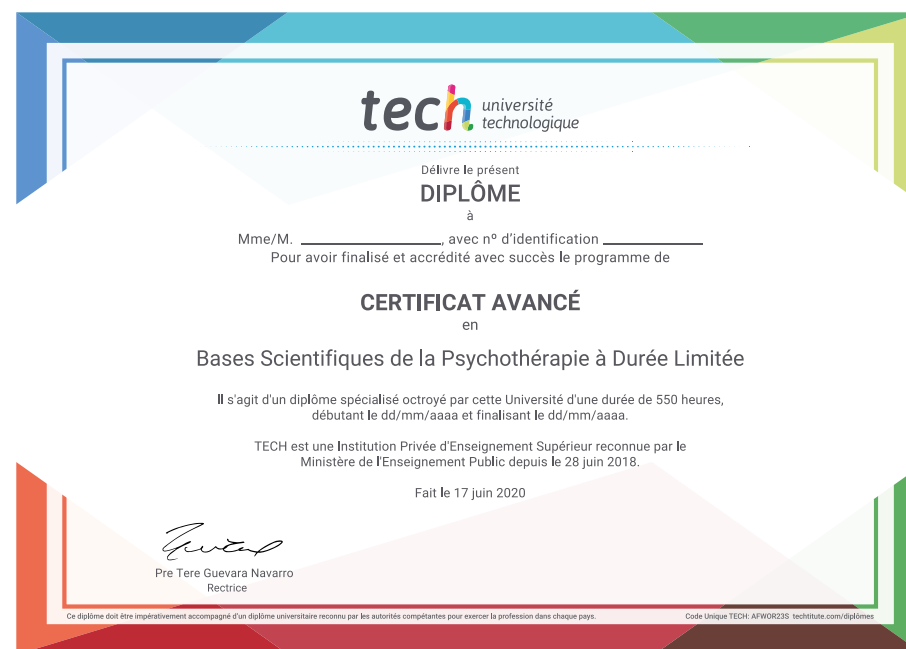 tech université
technologique
Délivre le présent
DIPLÔME
à
Mme/M. ____________________, avec nº d'identification ______________
Pour avoir finalisé et accrédité avec succès le programme de
CERTIFICAT AVANCÉ
en
Bases Scientifiques de la Psychothérapie à Durée Limitée
Il s'agit d'un diplôme spécialisé octroyé par cette Université d'une durée de 550 heures,
débutant le dd/mm/aaaa et finalisant le dd/mm/aaaa.
TECH est une Institution Privée d'Enseignement Supérieur reconnue par le
Ministère de l'Enseignement Public depuis le 28 juin 2018.
Fait le 17 juin 2020
Pre Tere Guevara Navarro
Rectrice
Ce diplôme doit être impérativement accompagné d'un diplôme universitaire reconnu par les autorités compétantes pour exercer la profession dans chaque pays.
Code Unique TECH: AFWOR23S techtitute.com/diplômes